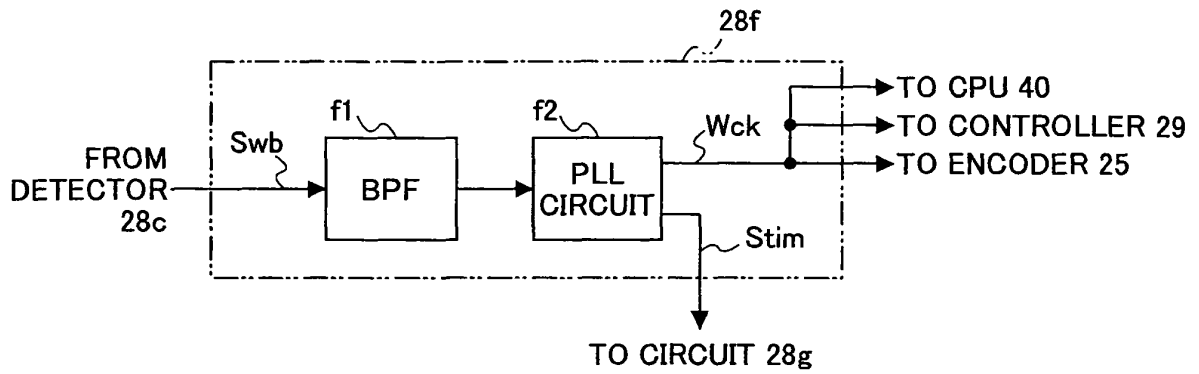 28f
f1
f2
Swb
Wck
FROM
DETECTOR
28c
BPF
PLL
CIRCUIT
TO CPU 40
TO CONTROLLER 29
TO ENCODER 25
Stim
TO CIRCUIT 28g